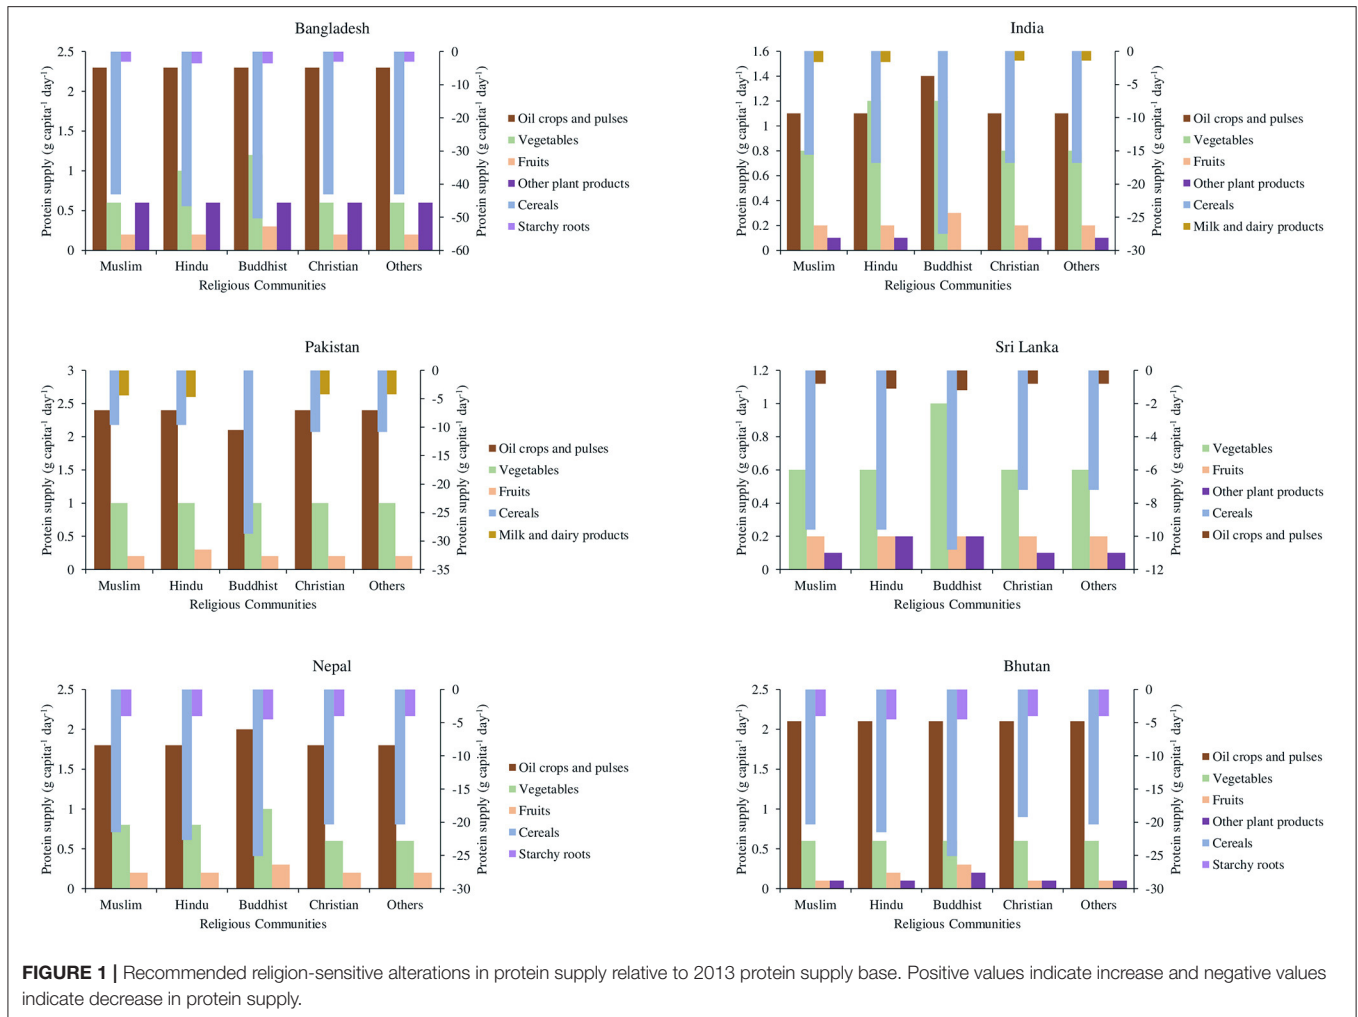 Bangladesh
Protein supply (g capita⁻¹ day⁻¹)
2.5
2
1.5
1
0.5
0
0
-10
-20
-30
-40
-50
-60
Protein supply (g capita⁻¹ day⁻¹)
Muslim Hindu Buddhist Christian Others
Religious Communities
Oil crops and pulses
Vegetables
Fruits
Other plant products
Cereals
Starchy roots
India
Protein supply (g capita⁻¹ day⁻¹)
1.6
1.4
1.2
1
0.8
0.6
0.4
0.2
0
0
-5
-10
-15
-20
-25
-30
Protein supply (g capita⁻¹ day⁻¹)
Muslim Hindu Buddhist Christian Others
Religious Communities
Oil crops and pulses
Vegetables
Fruits
Other plant products
Cereals
Milk and dairy products
Pakistan
Protein supply (g capita⁻¹ day⁻¹)
3
2.5
2
1.5
1
0.5
0
0
-5
-10
-15
-20
-25
-30
-35
Protein supply (g capita⁻¹ day⁻¹)
Muslim Hindu Buddhist Christian Others
Religious Communities
Oil crops and pulses
Vegetables
Fruits
Cereals
Milk and dairy products
Sri Lanka
Protein supply (g capita⁻¹ day⁻¹)
1.2
1
0.8
0.6
0.4
0.2
0
0
-2
-4
-6
-8
-10
-12
Protein supply (g capita⁻¹ day⁻¹)
Muslim Hindu Buddhist Christian Others
Religious Communities
Vegetables
Fruits
Other plant products
Cereals
Oil crops and pulses
Nepal
Protein supply (g capita⁻¹ day⁻¹)
2.5
2
1.5
1
0.5
0
0
-5
-10
-15
-20
-25
-30
Protein supply (g capita⁻¹ day⁻¹)
Muslim Hindu Buddhist Christian Others
Religious Communities
Oil crops and pulses
Vegetables
Fruits
Cereals
Starchy roots
Bhutan
Protein supply (g capita⁻¹ day⁻¹)
2.5
2
1.5
1
0.5
0
0
-5
-10
-15
-20
-25
-30
Protein supply (g capita⁻¹ day⁻¹)
Muslim Hindu Buddhist Christian Others
Religious Communities
Oil crops and pulses
Vegetables
Fruits
Other plant products
Cereals
Starchy roots
FIGURE 1 | Recommended religion-sensitive alterations in protein supply relative to 2013 protein supply base. Positive values indicate increase and negative values
indicate decrease in protein supply.